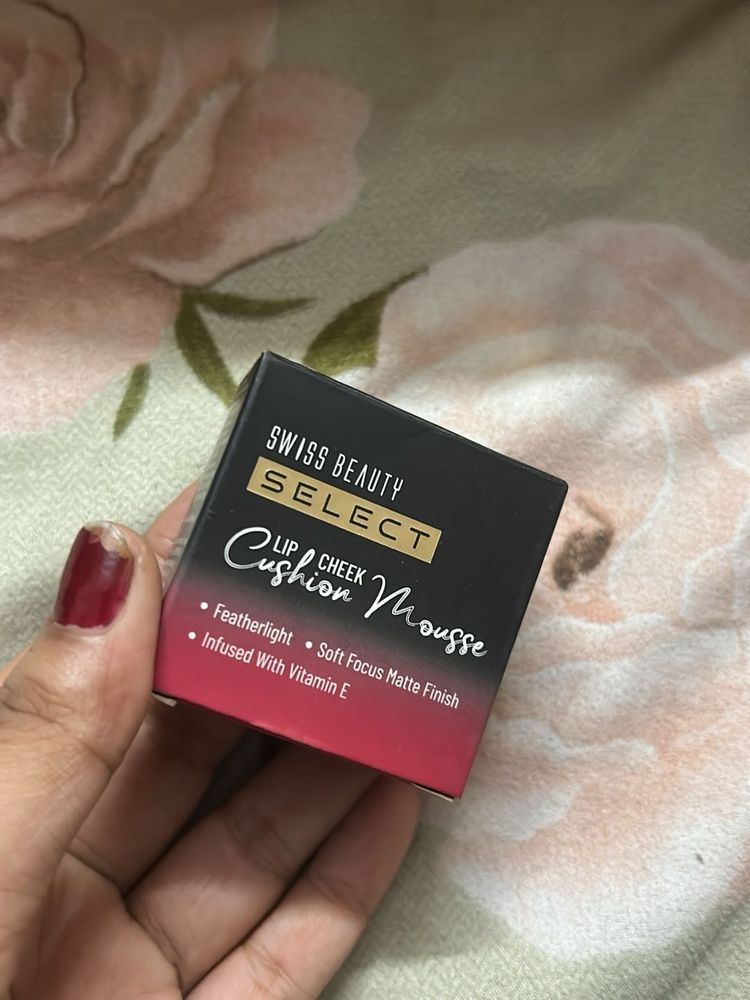 SWISS BEAUTY
SELECT
LIP CHEEK
Cushion Mousse
• Featherlight • Soft Focus Matte Finish
• Infused With Vitamin E